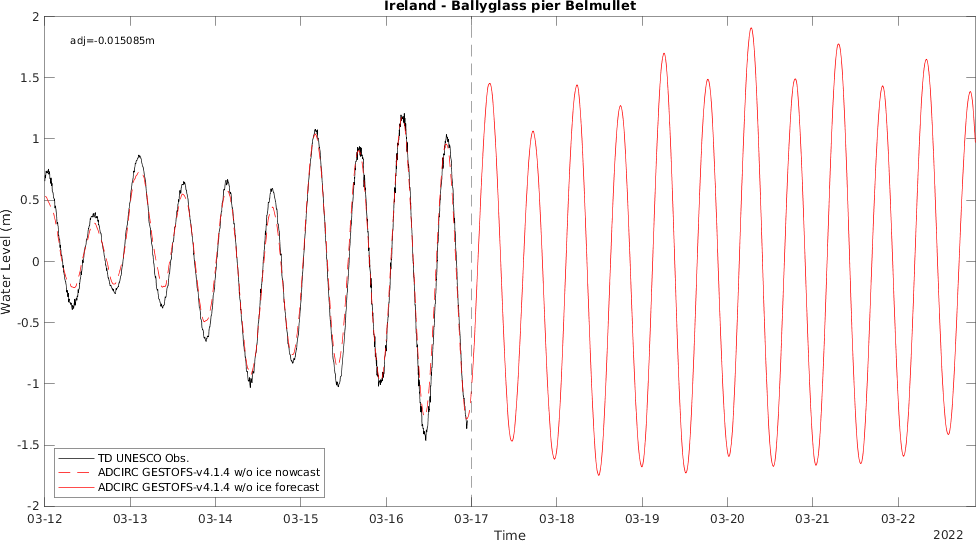 Ireland - Ballyglass pier Belmullet
2
adj=-0.015085m
1.5
1
0.5
0
-0.5
-1
-1.5
-2
Water Level (m)
TD UNESCO Obs.
ADCIRC GESTOFS-v4.1.4 w/o ice nowcast
ADCIRC GESTOFS-v4.1.4 w/o ice forecast
03-12 03-13 03-14 03-15 03-16 03-17 03-18 03-19 03-20 03-21 03-22
Time
2022